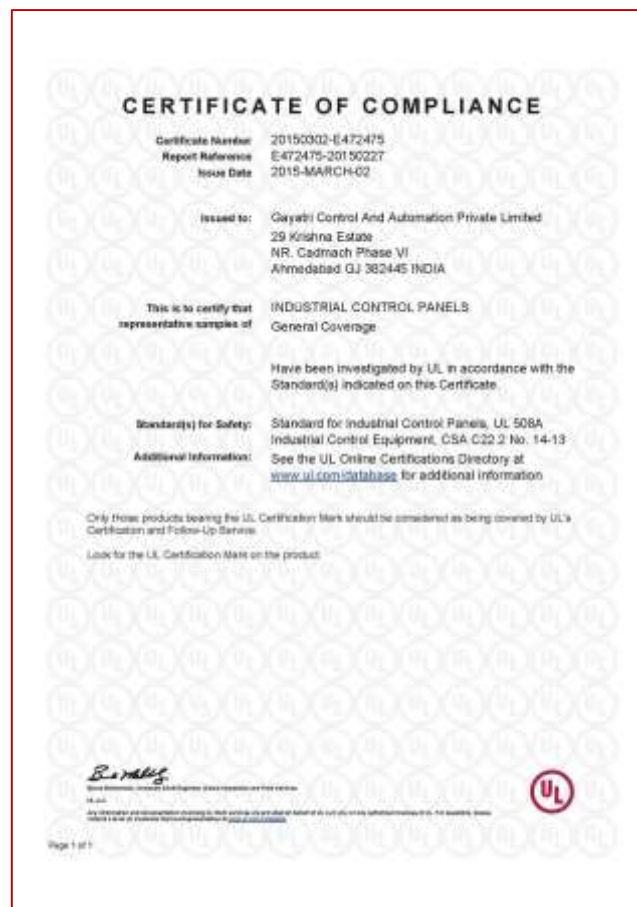 CERTIFICATE OF COMPLIANCE
Certificate Number 20150302-E472475
Report Reference E472475-20150227
Issue Date 2015-MARCH-02
Issued to: Gayatri Control And Automation Private Limited
29 Krishna Estate
NR. Cadmach Phase VI
Ahmedabad GJ 382445 INDIA
This is to certify that INDUSTRIAL CONTROL PANELS
representative samples of General Coverage
Have been investigated by UL in accordance with the
Standard(s) indicated on this Certificate.
Standard(s) for Safety: Standard for Industrial Control Panels, UL 508A
Industrial Control Equipment, CSA C22.2 No. 14-13
Additional Information: See the UL Online Certifications Directory at
www.ul.com/database for additional information
Only those products bearing the UL Certification Mark should be considered as being covered by UL's
Certification and Follow-Up Service.
Look for the UL Certification Mark on the product.
UL
Page 1 of 1